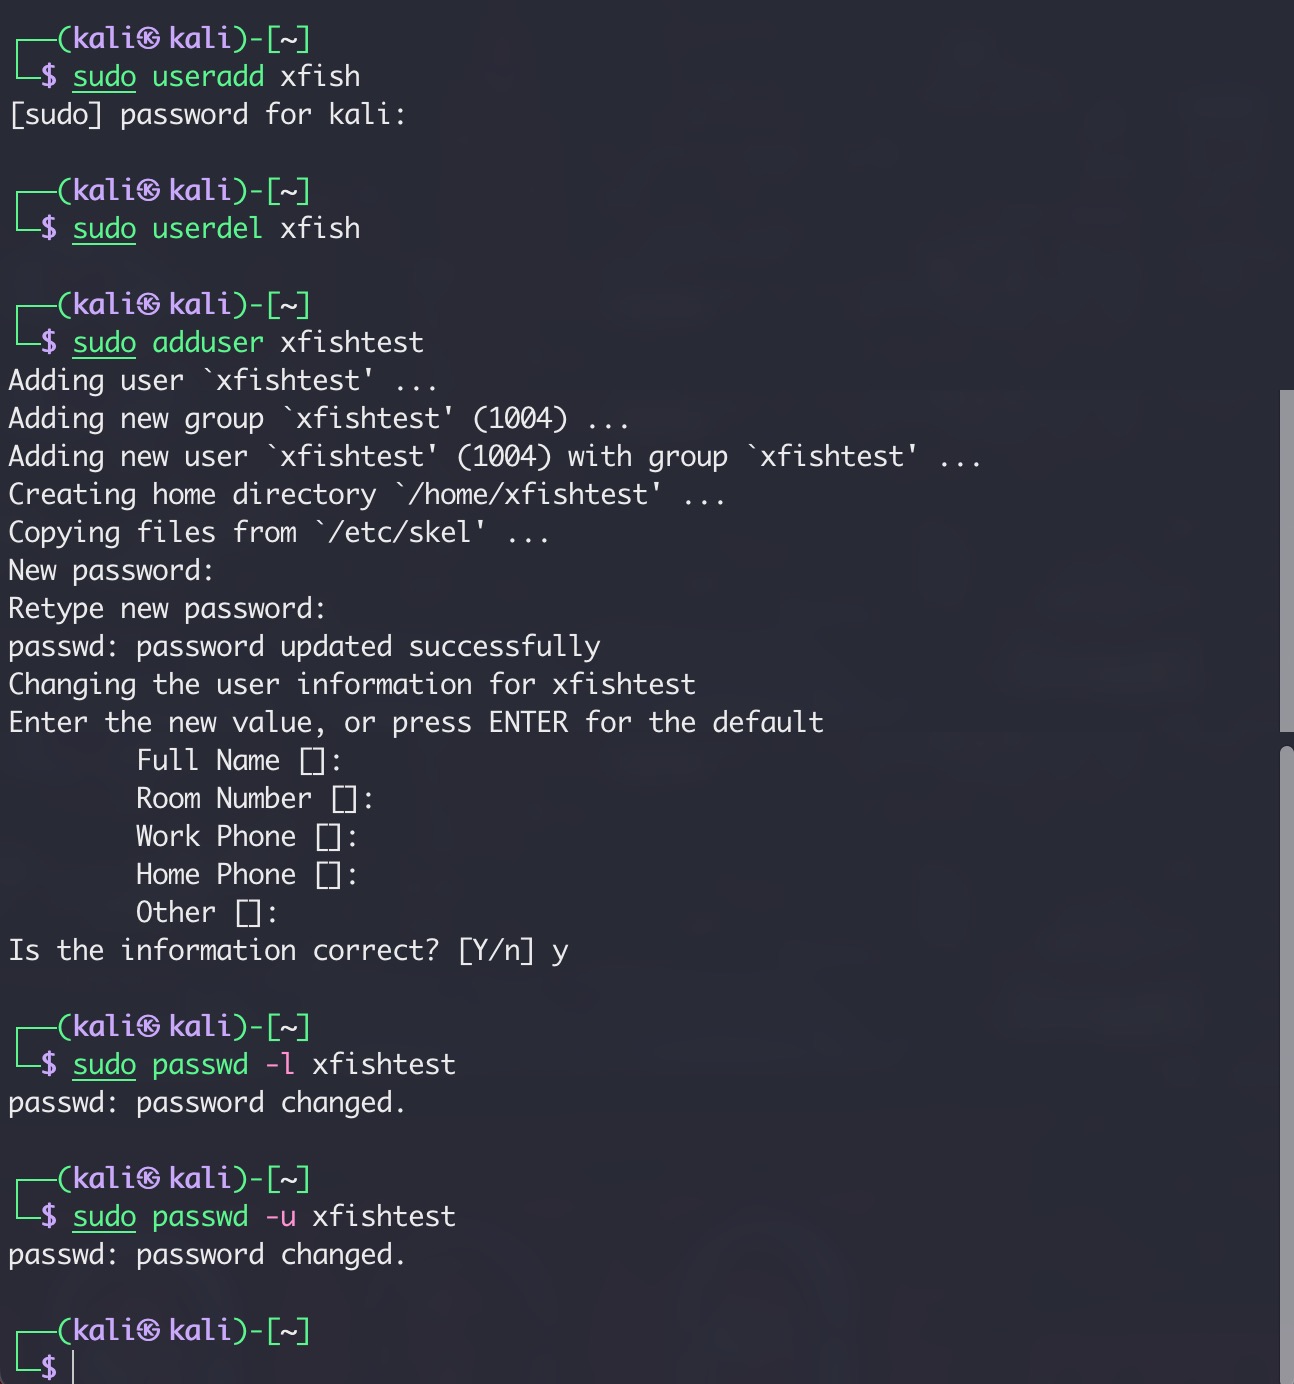 ┌──(kali㉿kali)-[~]
└─$ sudo useradd xfish
[sudo] password for kali:
┌──(kali㉿kali)-[~]
└─$ sudo userdel xfish
┌──(kali㉿kali)-[~]
└─$ sudo adduser xfishtest
Adding user `xfishtest' ...
Adding new group `xfishtest' (1004) ...
Adding new user `xfishtest' (1004) with group `xfishtest' ...
Creating home directory `/home/xfishtest' ...
Copying files from `/etc/skel' ...
New password:
Retype new password:
passwd: password updated successfully
Changing the user information for xfishtest
Enter the new value, or press ENTER for the default
Full Name []:
Room Number []:
Work Phone []:
Home Phone []:
Other []:
Is the information correct? [Y/n] y
┌──(kali㉿kali)-[~]
└─$ sudo passwd -l xfishtest
passwd: password changed.
┌──(kali㉿kali)-[~]
└─$ sudo passwd -u xfishtest
passwd: password changed.
┌──(kali㉿kali)-[~]
└─$